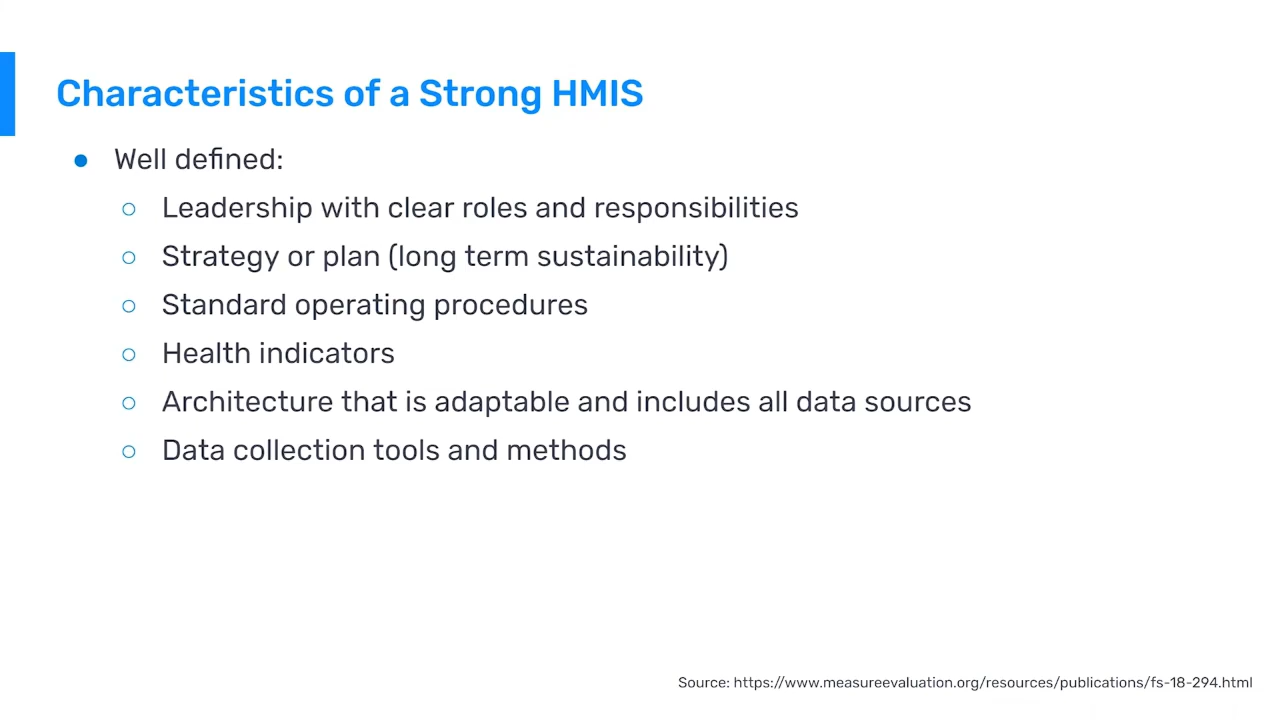 Characteristics of a Strong HMIS
● Well defined:
○ Leadership with clear roles and responsibilities
○ Strategy or plan (long term sustainability)
○ Standard operating procedures
○ Health indicators
○ Architecture that is adaptable and includes all data sources
○ Data collection tools and methods
Source: https://www.measureevaluation.org/resources/publications/fs-18-294.html